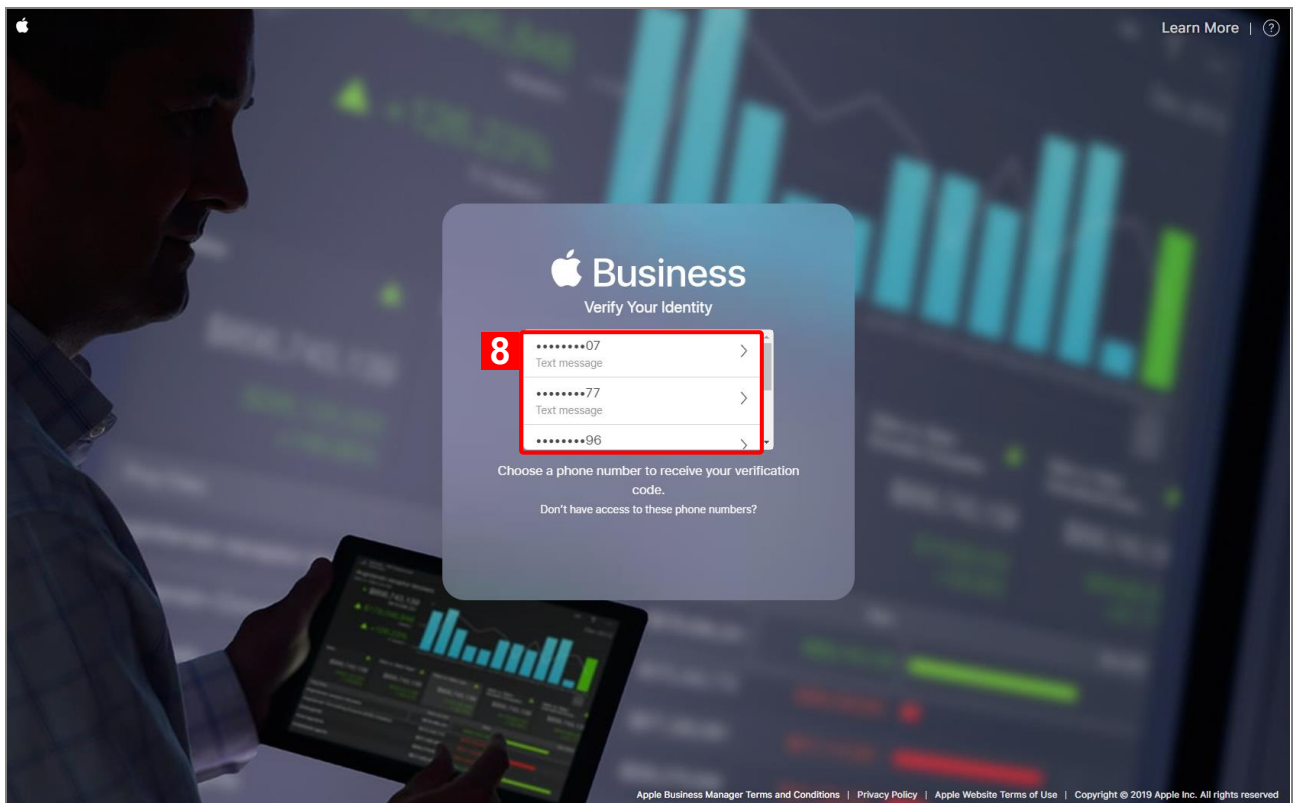 Learn More | ?
Business
Verify Your Identity
8
••••••••07
Text message
••••••••77
Text message
••••••••96
Choose a phone number to receive your verification
code.
Don't have access to these phone numbers?
Apple Business Manager Terms and Conditions | Privacy Policy | Apple Website Terms of Use | Copyright © 2019 Apple Inc. All rights reserved